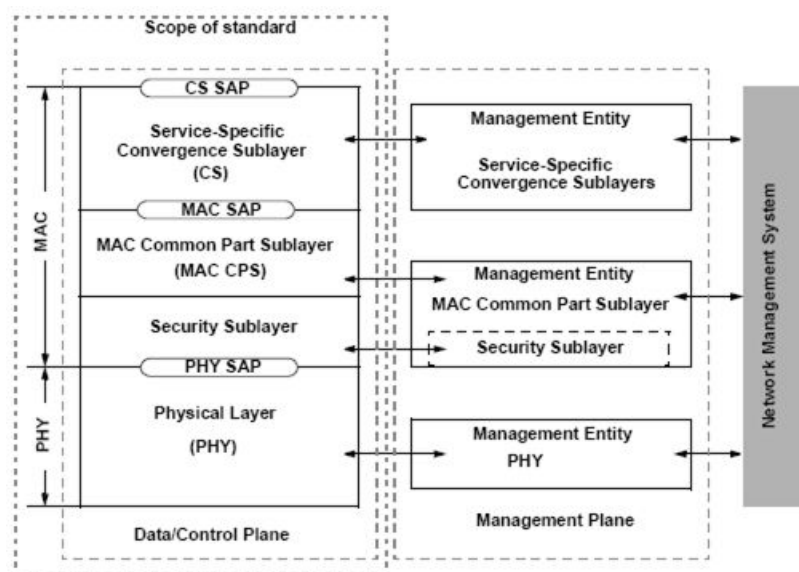 Scope of standard
CS SAP
Service-Specific
Convergence Sublayer
(CS)
MAC SAP
MAC Common Part Sublayer
(MAC CPS)
Security Sublayer
PHY SAP
Physical Layer
(PHY)
Data/Control Plane
MAC
PHY
Management Entity
Service-Specific
Convergence Sublayers
Management Entity
MAC Common Part Sublayer
Security Sublayer
Management Entity
PHY
Management Plane
Network Management System